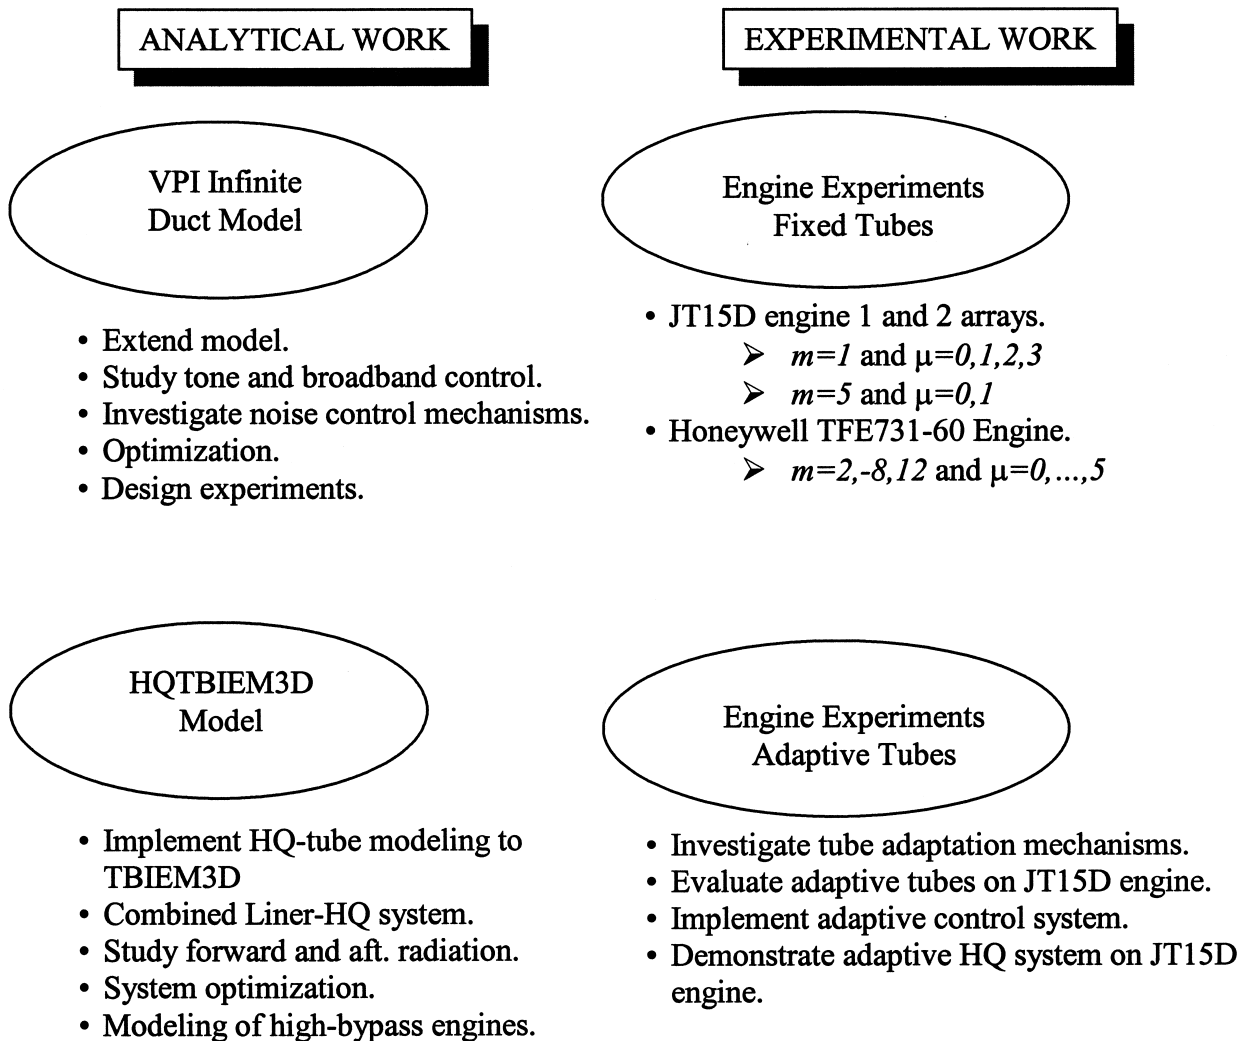 ANALYTICAL WORK
VPI Infinite
Duct Model
• Extend model.
• Study tone and broadband control.
• Investigate noise control mechanisms.
• Optimization.
• Design experiments.
HQTBIEM3D
Model
• Implement HQ-tube modeling to
TBIEM3D
• Combined Liner-HQ system.
• Study forward and aft. radiation.
• System optimization.
• Modeling of high-bypass engines.
EXPERIMENTAL WORK
Engine Experiments
Fixed Tubes
• JT15D engine 1 and 2 arrays.
➢ m=1 and μ=0,1,2,3
➢ m=5 and μ=0,1
• Honeywell TFE731-60 Engine.
➢ m=2,-8,12 and μ=0,...,5
Engine Experiments
Adaptive Tubes
• Investigate tube adaptation mechanisms.
• Evaluate adaptive tubes on JT15D engine.
• Implement adaptive control system.
• Demonstrate adaptive HQ system on JT15D
engine.